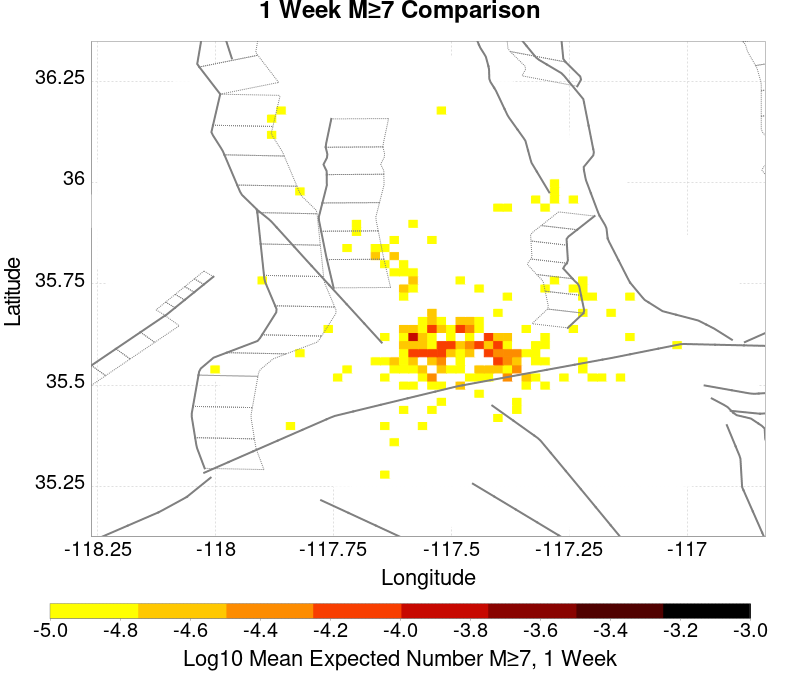 1 Week M≥7 Comparison
36.25
36
35.75
35.5
35.25
Latitude
-118.25 -118 -117.75 -117.5 -117.25 -117
Longitude
-5.0 -4.8 -4.6 -4.4 -4.2 -4.0 -3.8 -3.6 -3.4 -3.2 -3.0
Log10 Mean Expected Number M≥7, 1 Week